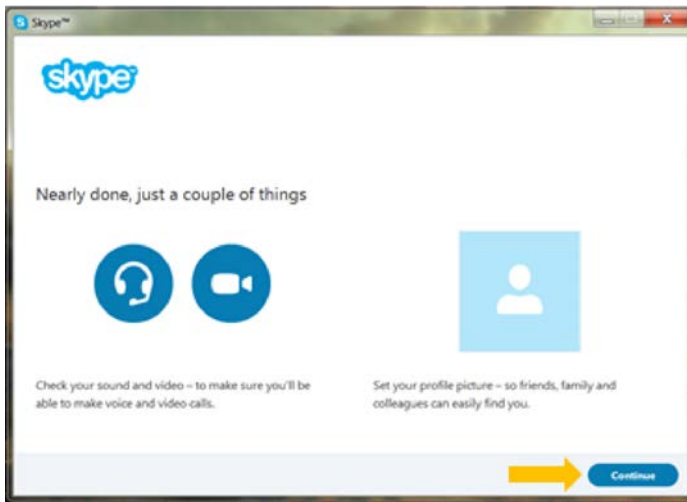 Skype™
skype™
Nearly done, just a couple of things
Check your sound and video – to make sure you'll be
able to make voice and video calls.
Set your profile picture – so friends, family and
colleagues can easily find you.
Continue